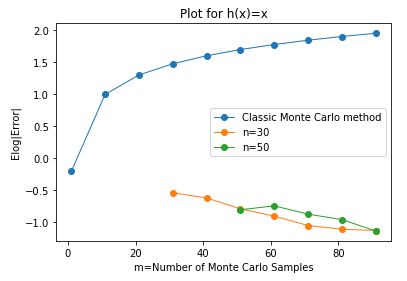 Plot for h(x)=x
Elog|Error|
2.0
1.5
1.0
0.5
0.0
−0.5
−1.0
Classic Monte Carlo method
n=30
n=50
0 20 40 60 80
m=Number of Monte Carlo Samples